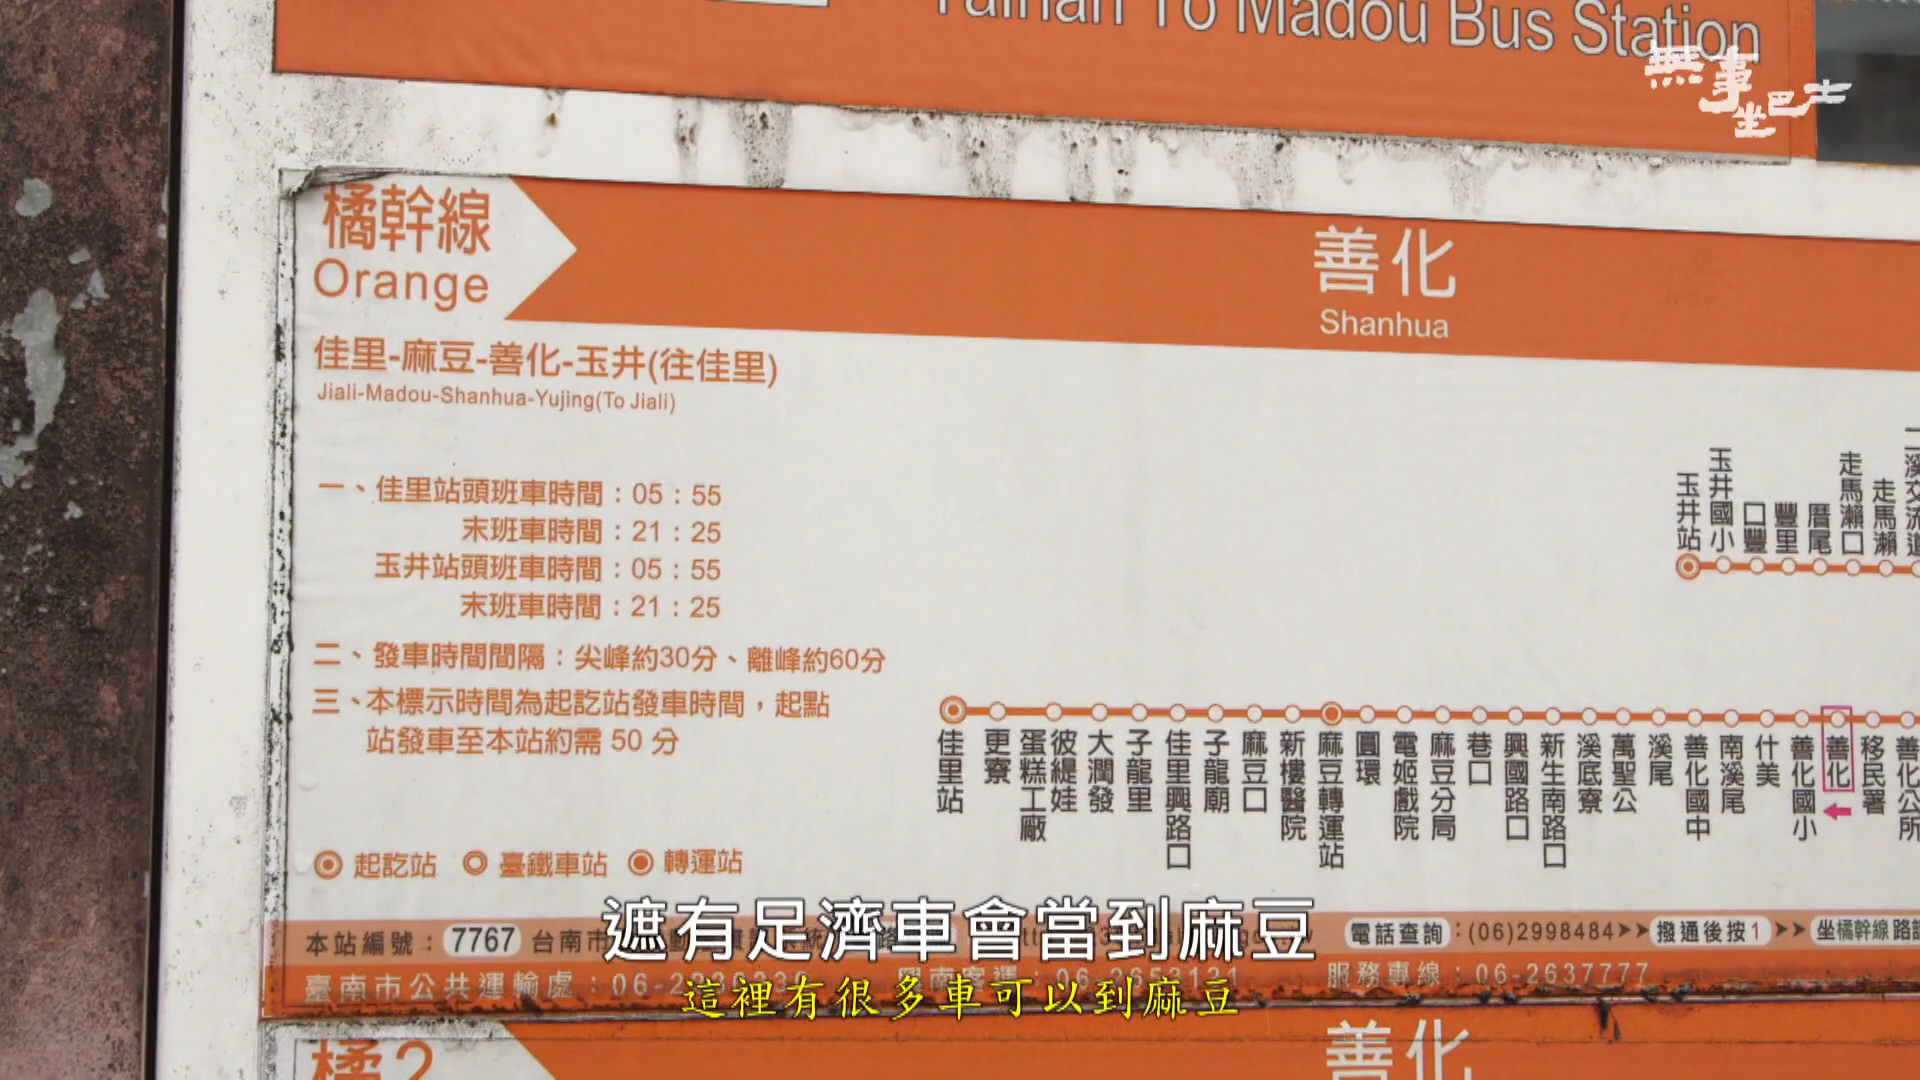 Tainan To Madou Bus Station
無事坐巴士
橘幹線
Orange
善化
Shanhua
佳里-麻豆-善化-玉井(往佳里)
Jiali-Madou-Shanhua-Yujing(To Jiali)
一、佳里站頭班車時間：05：55
末班車時間：21：25
玉井站頭班車時間：05：55
末班車時間：21：25
二、發車時間間隔：尖峰約30分、離峰約60分
三、本標示時間為起訖站發車時間，起點
站發車至本站約需 50 分
玉井站
玉井國小
口豐
豐里
厝尾
走馬瀨口
走馬瀨
佳里站
更寮
蛋糕工廠
彼緹娃
大潤發
子龍里
佳里興路口
子龍廟
麻豆口
新樓醫院
麻豆轉運站
圓環
電姬戲院
麻豆分局
巷口
興國路口
新生南路口
溪底寮
萬聖公
溪尾
善化國中
南溪尾
什美
善化國小
善化
移民署
善化公所
起訖站 臺鐵車站 轉運站
遮有足濟車會當到麻豆
本站編號：7767 台南市
電話查詢：(06)2998484➤➤撥通後按1➤➤坐橘幹線
臺南市公共運輸處：06-2
服務專線：06-2637777
這裡有很多車可以到麻豆
橘2
善化